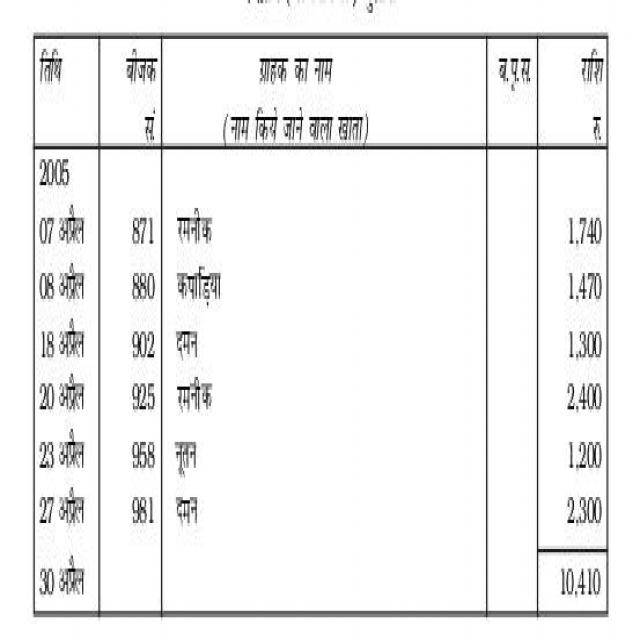 तिथि बीजक ग्राहक का नाम ब.पृ.स. राशि
सं. (नाम किये जाने वाला खाता) रु.
2005
07 अप्रैल 871 रमनीक 1,740
08 अप्रैल 880 कपाड़िया 1,470
18 अप्रैल 902 दमन 1,300
20 अप्रैल 925 रमनीक 2,400
23 अप्रैल 958 नूतन 1,200
27 अप्रैल 981 दमन 2,300
30 अप्रैल 10,410